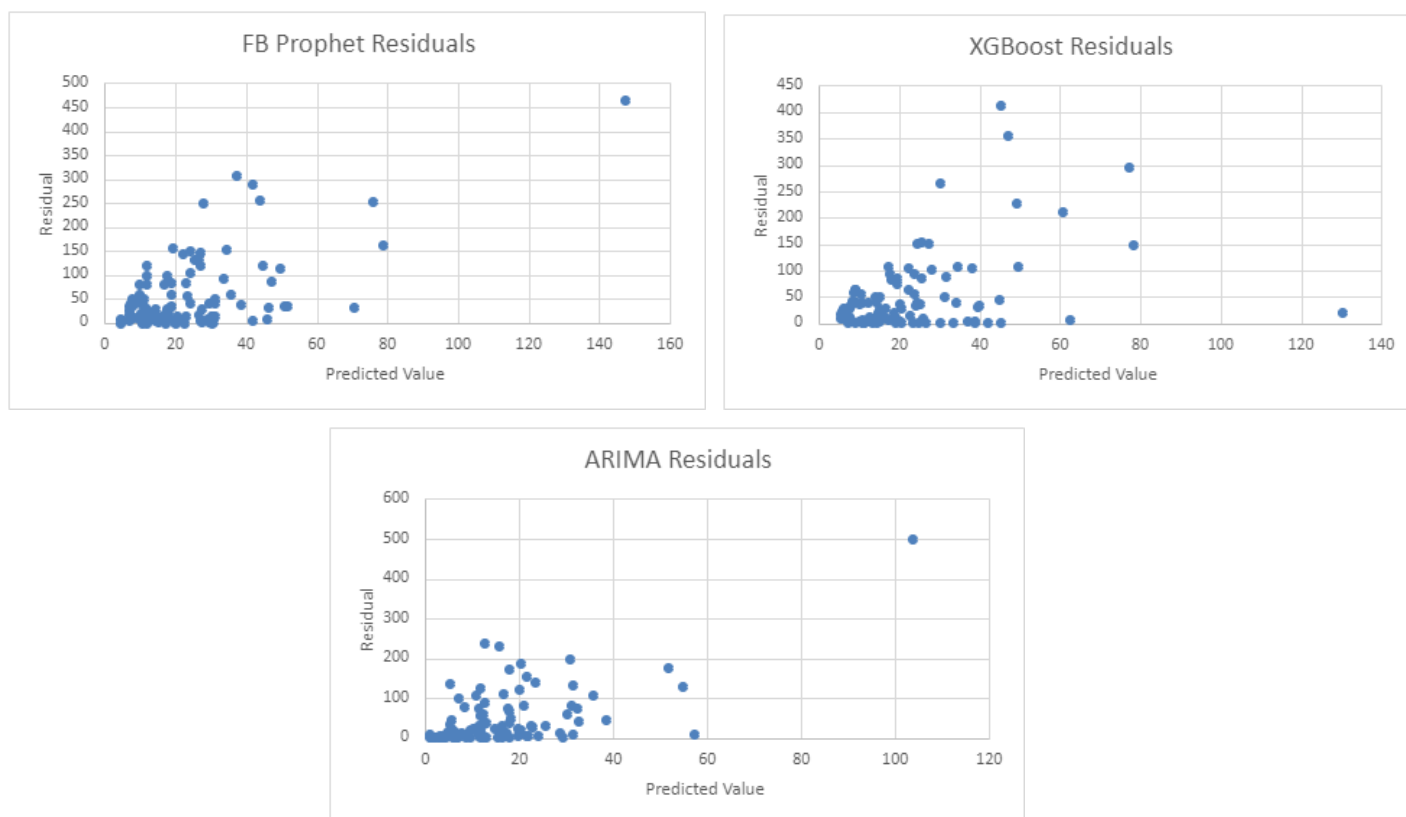 FB Prophet Residuals
500
450
400
350
300
250
200
150
100
50
0
Residual
0 20 40 60 80 100 120 140 160
Predicted Value
XGBoost Residuals
450
400
350
300
250
200
150
100
50
0
Residual
0 20 40 60 80 100 120 140
Predicted Value
ARIMA Residuals
600
500
400
300
200
100
0
Residual
0 20 40 60 80 100 120
Predicted Value